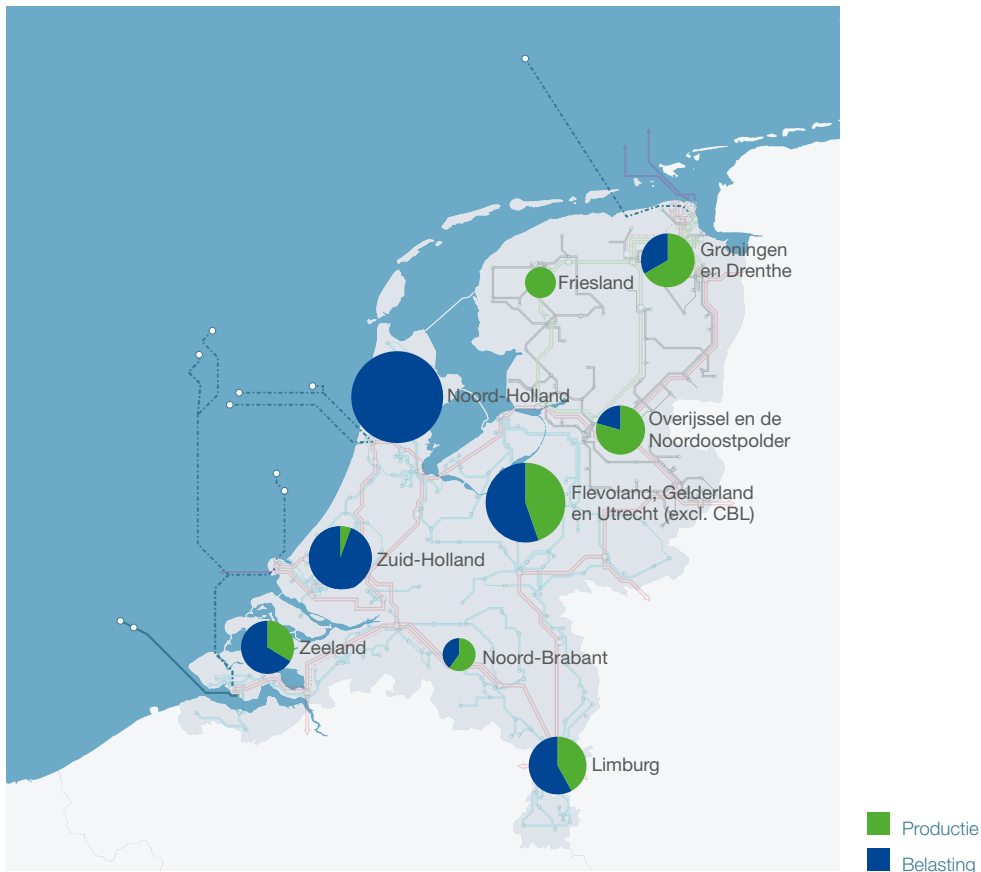 Groningen
en Drenthe
Friesland
Noord-Holland
Overijssel en de
Noordoostpolder
Flevoland, Gelderland
en Utrecht (excl. CBL)
Zuid-Holland
Zeeland
Noord-Brabant
Limburg
Productie
Belasting